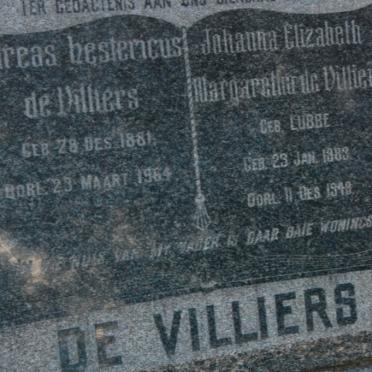 TER GEDAGTENIS AAN ONS
reas Hestericus
de Villiers
GEB 28 DES. 1881.
OORL. 23 MAART 1964
Johanna Elizabeth
Margaretha de Villiers
GEB. LUBBE
GEB. 23 JAN. 1883
OORL. 11 DES 1948
HUIS VAN MY VADER IS DAAR BAIE WONINGS
DE VILLIERS